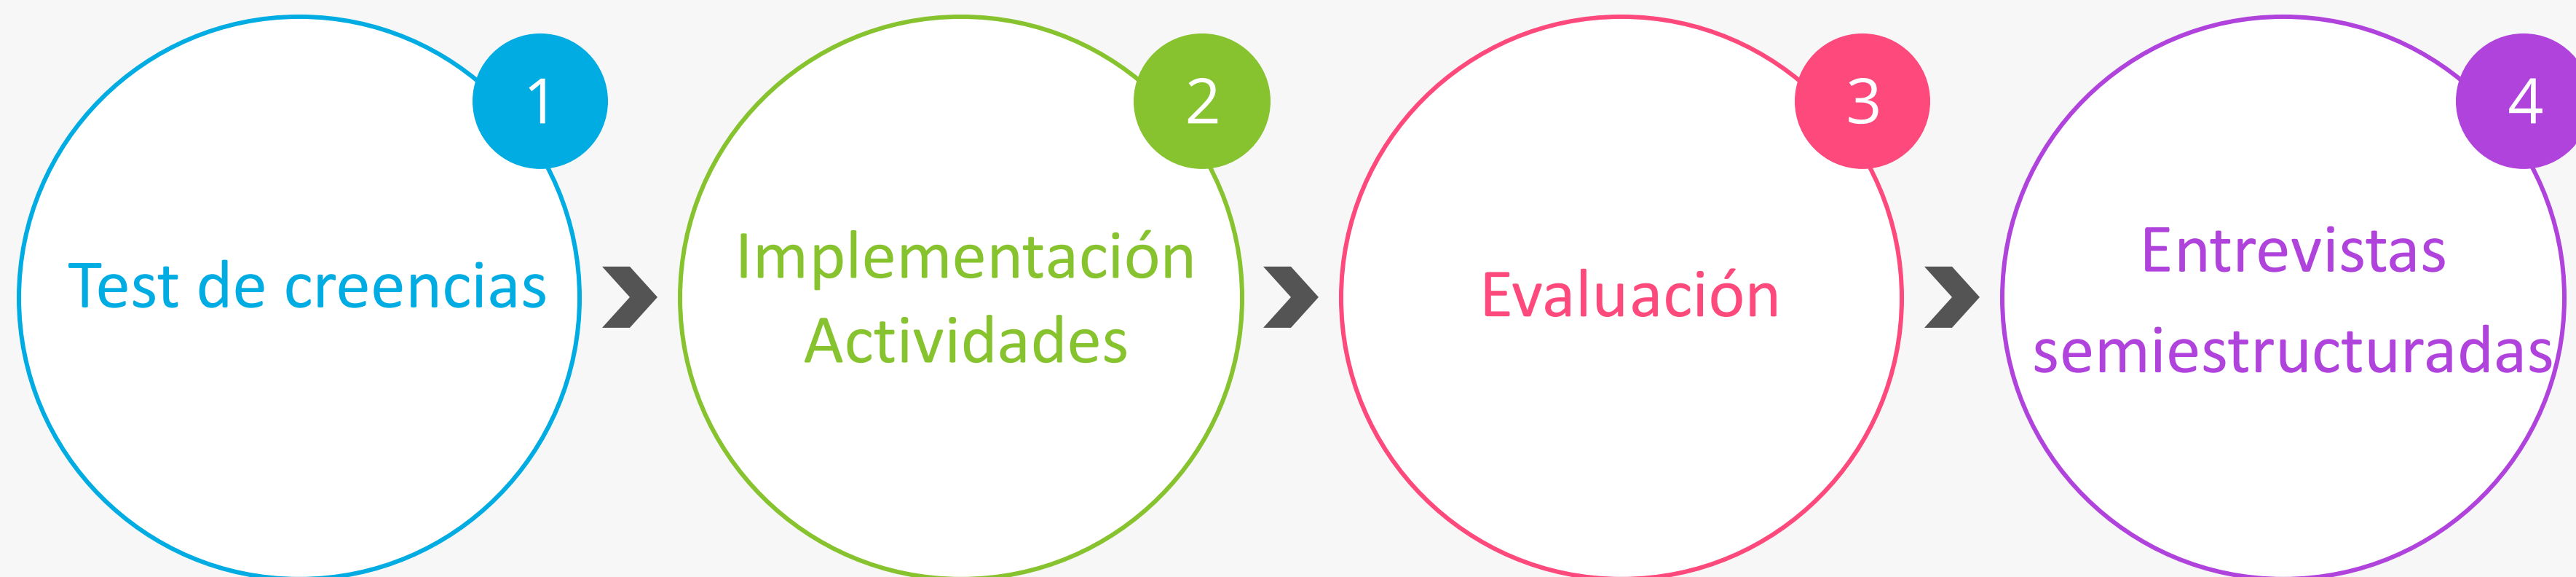 1
Test de creencias
2
Implementación
Actividades
3
Evaluación
4
Entrevistas
semiestructuradas